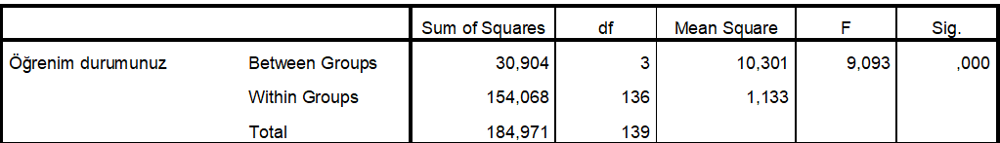 Sum of Squares df Mean Square F Sig.
Öğrenim durumunuz Between Groups 30,904 3 10,301 9,093 ,000
Within Groups 154,068 136 1,133
Total 184,971 139